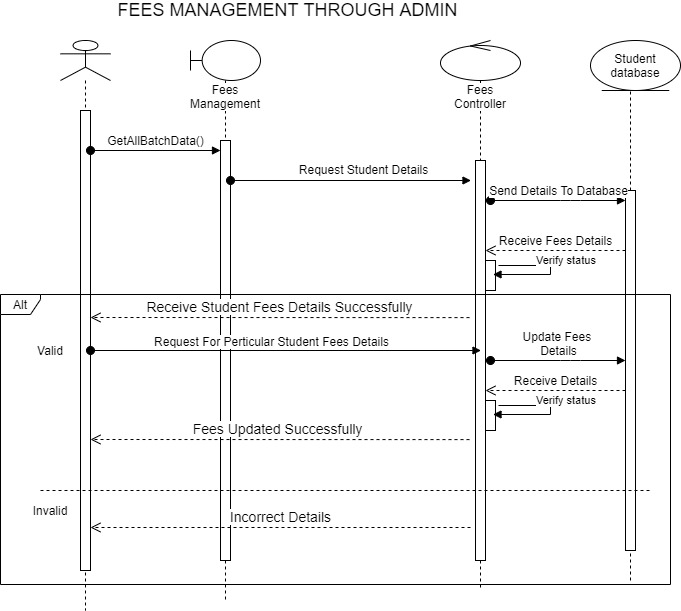 FEES MANAGEMENT THROUGH ADMIN
Student
database
Fees
Management
Fees
Controller
GetAllBatchData()
Request Student Details
Send Details To Database
Receive Fees Details
Verify status
Alt
Receive Student Fees Details Successfully
Valid
Request For Perticular Student Fees Details
Update Fees
Details
Receive Details
Verify status
Fees Updated Successfully
Invalid
Incorrect Details